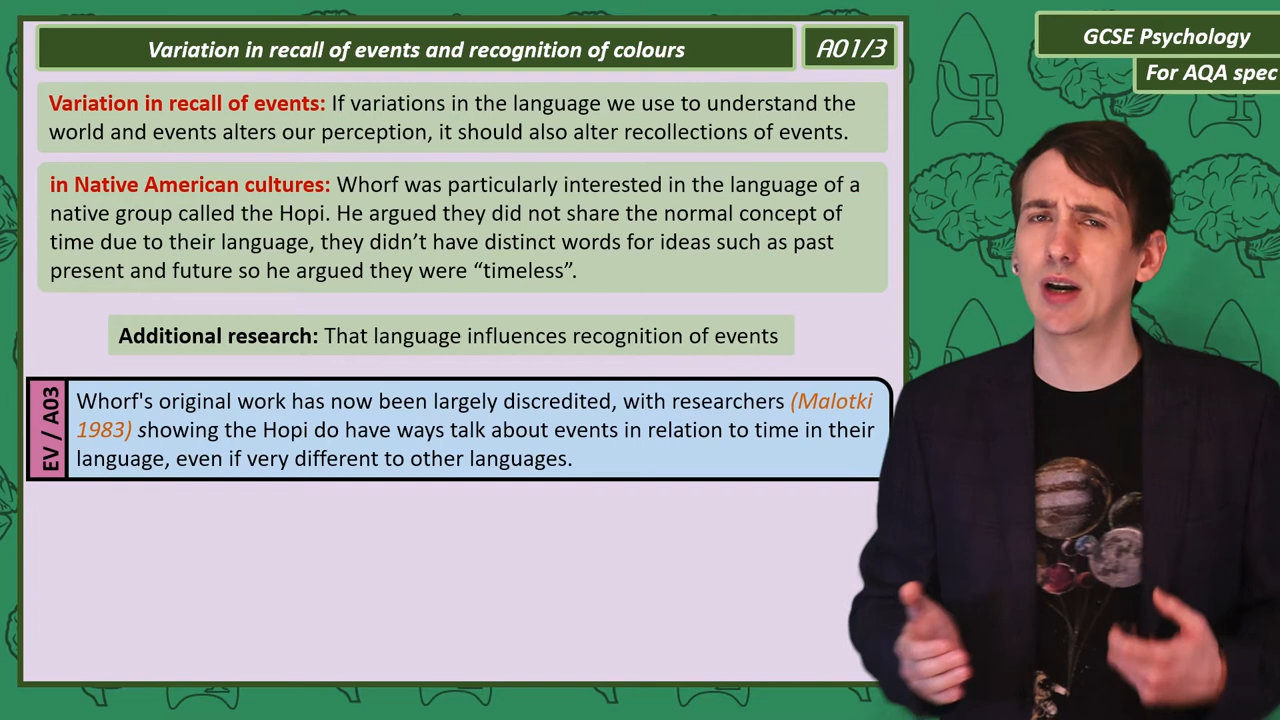 Variation in recall of events and recognition of colours
A01/3
GCSE Psychology
For AQA spec
Variation in recall of events: If variations in the language we use to understand the
world and events alters our perception, it should also alter recollections of events.
in Native American cultures: Whorf was particularly interested in the language of a
native group called the Hopi. He argued they did not share the normal concept of
time due to their language, they didn’t have distinct words for ideas such as past
present and future so he argued they were “timeless”.
Additional research: That language influences recognition of events
EV / A03
Whorf's original work has now been largely discredited, with researchers (Malotki
1983) showing the Hopi do have ways talk about events in relation to time in their
language, even if very different to other languages.